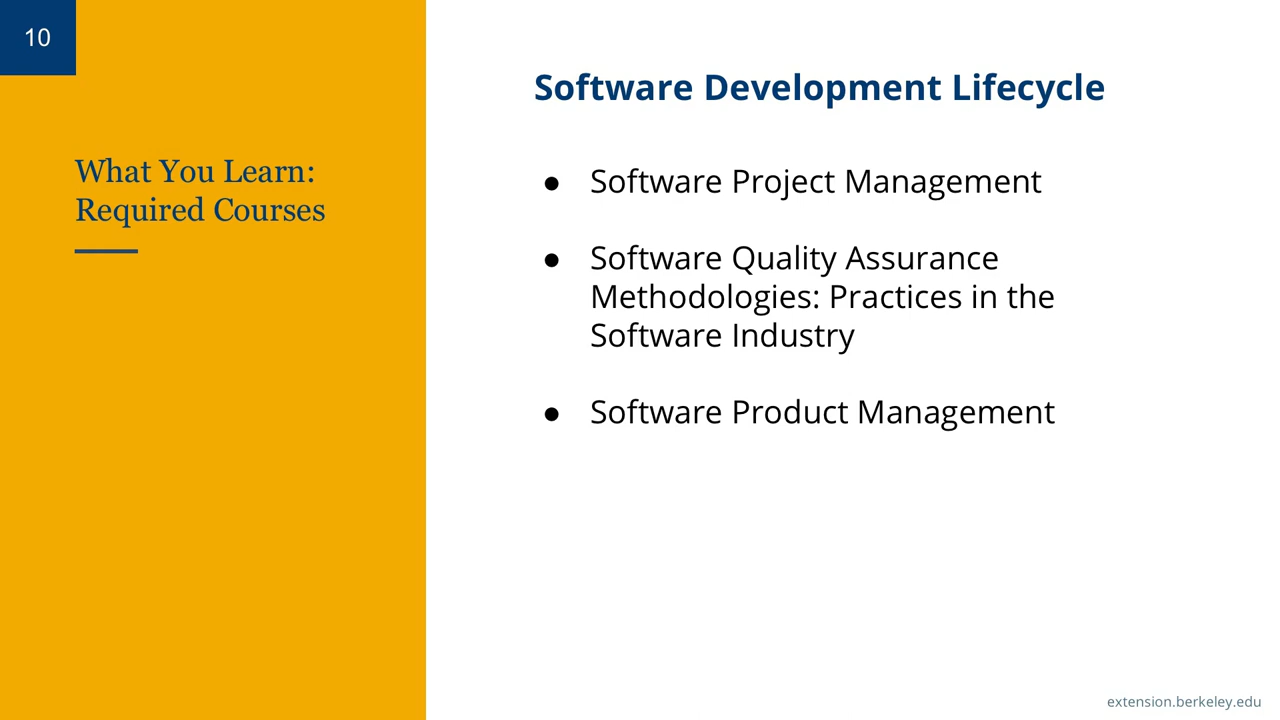 10
What You Learn:
Required Courses
Software Development Lifecycle
● Software Project Management
● Software Quality Assurance
Methodologies: Practices in the
Software Industry
● Software Product Management
extension.berkeley.edu